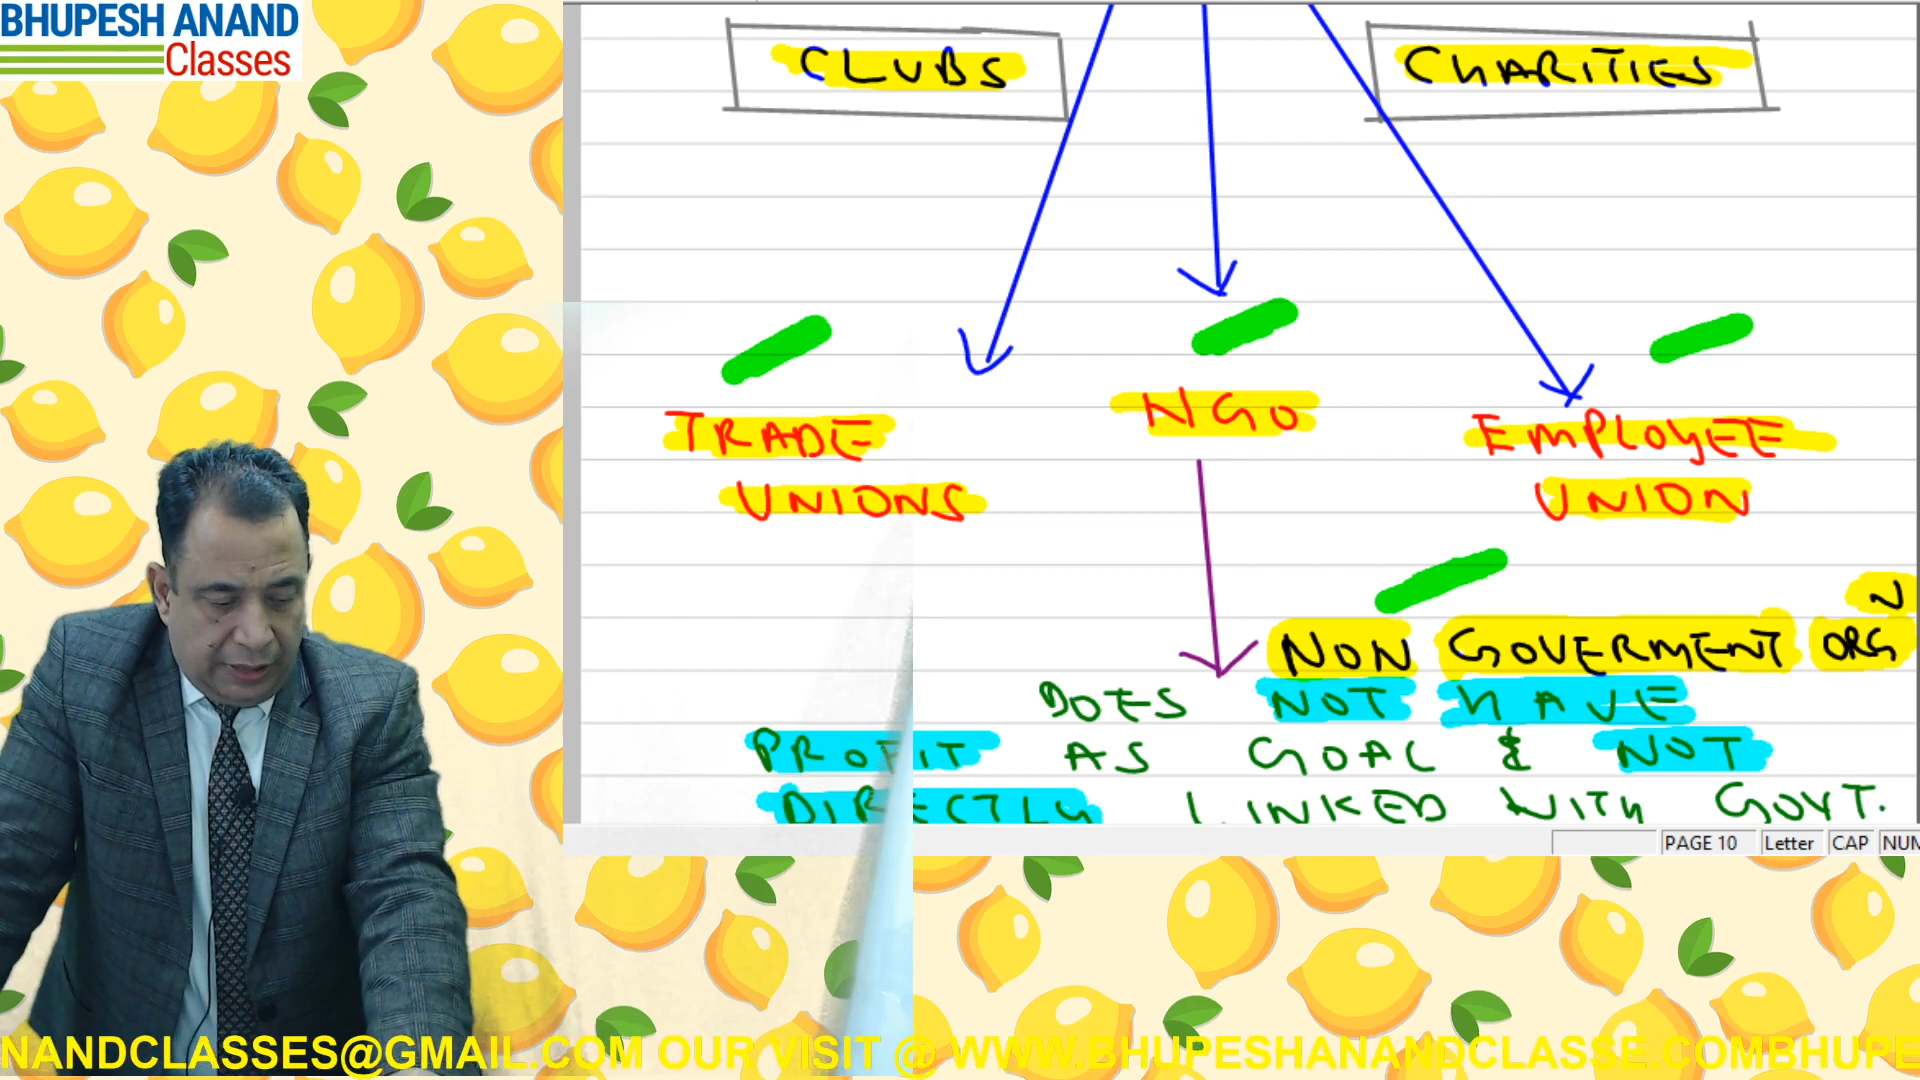 BHUPESH ANAND
Classes
CLUBS
CHARITIES
TRADE
UNIONS
NGO
EMPLOYEE
UNION
N
NON GOVERMENT ORG
DOES NOT HAVE
PROFIT AS GOAL & NOT
DIRECTLY LINKED WITH GOVT.
PAGE 10 Letter CAP NUM
NANDCLASSES@GMAIL.COM OUR VISIT @ WWW.BHUPESHANANDCLASSE.COMBHUPE